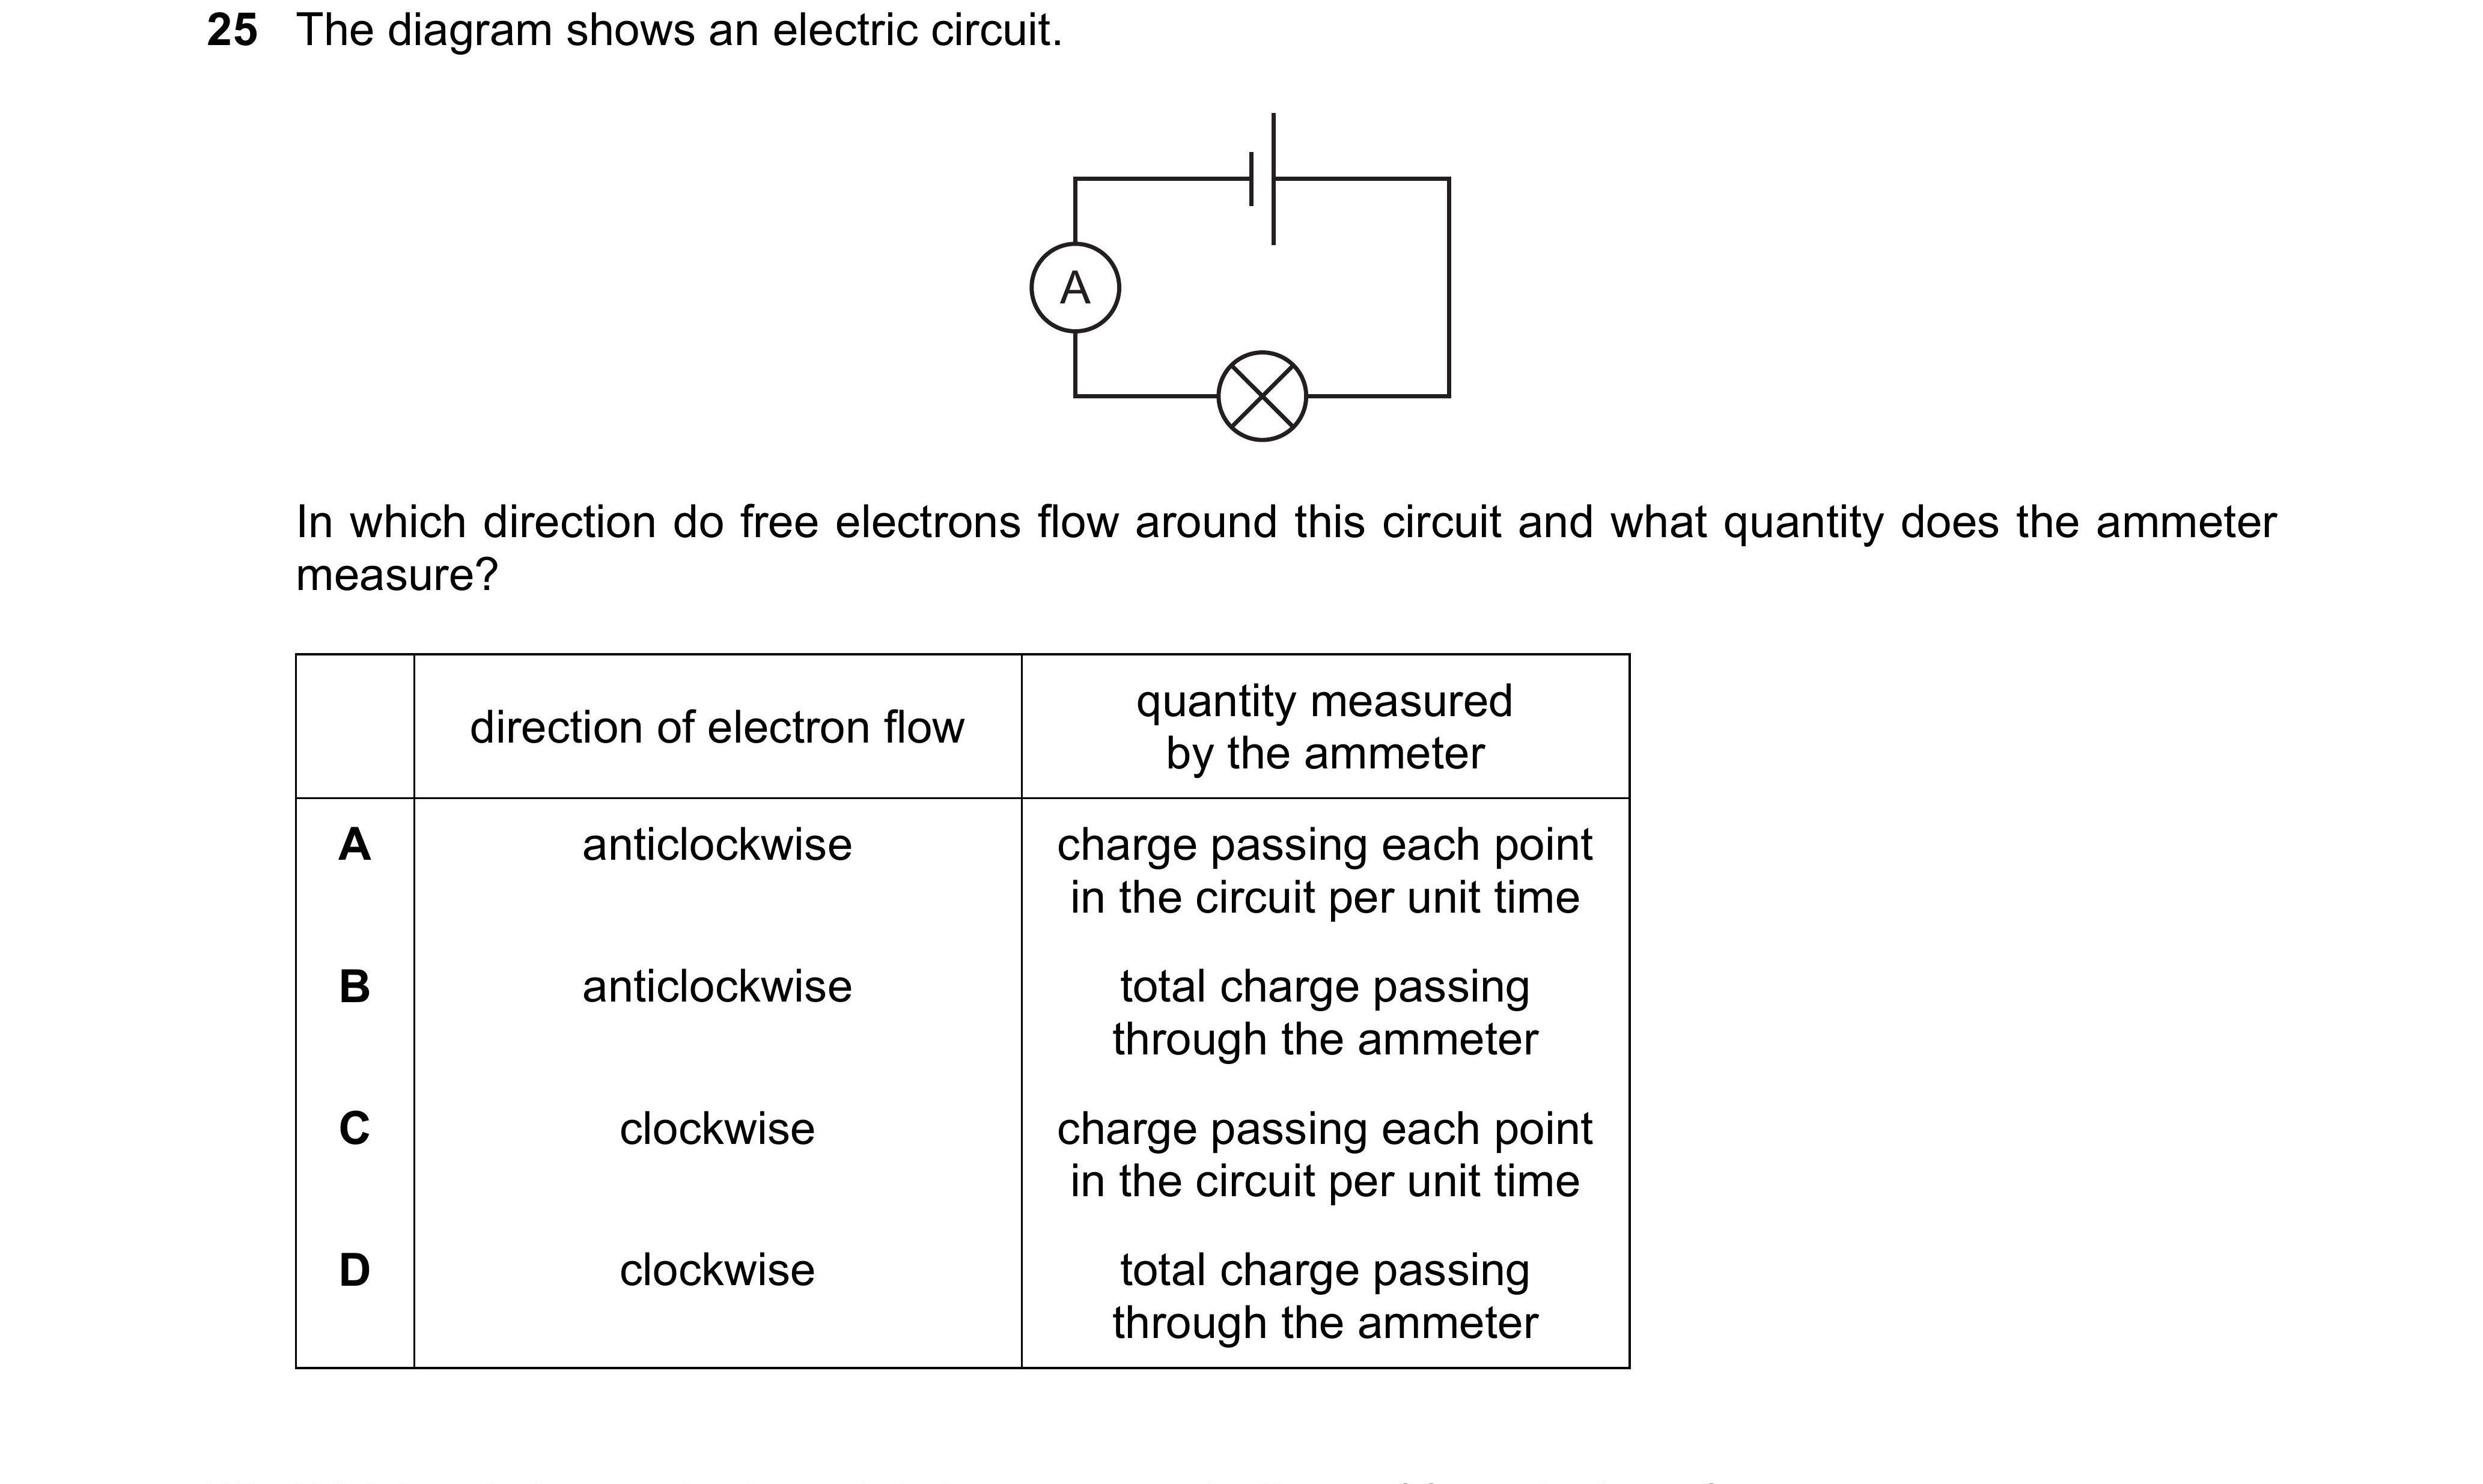 25 The diagram shows an electric circuit.
A
In which direction do free electrons flow around this circuit and what quantity does the ammeter
measure?
direction of electron flow
quantity measured
by the ammeter
A anticlockwise charge passing each point
in the circuit per unit time
B anticlockwise total charge passing
through the ammeter
C clockwise charge passing each point
in the circuit per unit time
D clockwise total charge passing
through the ammeter